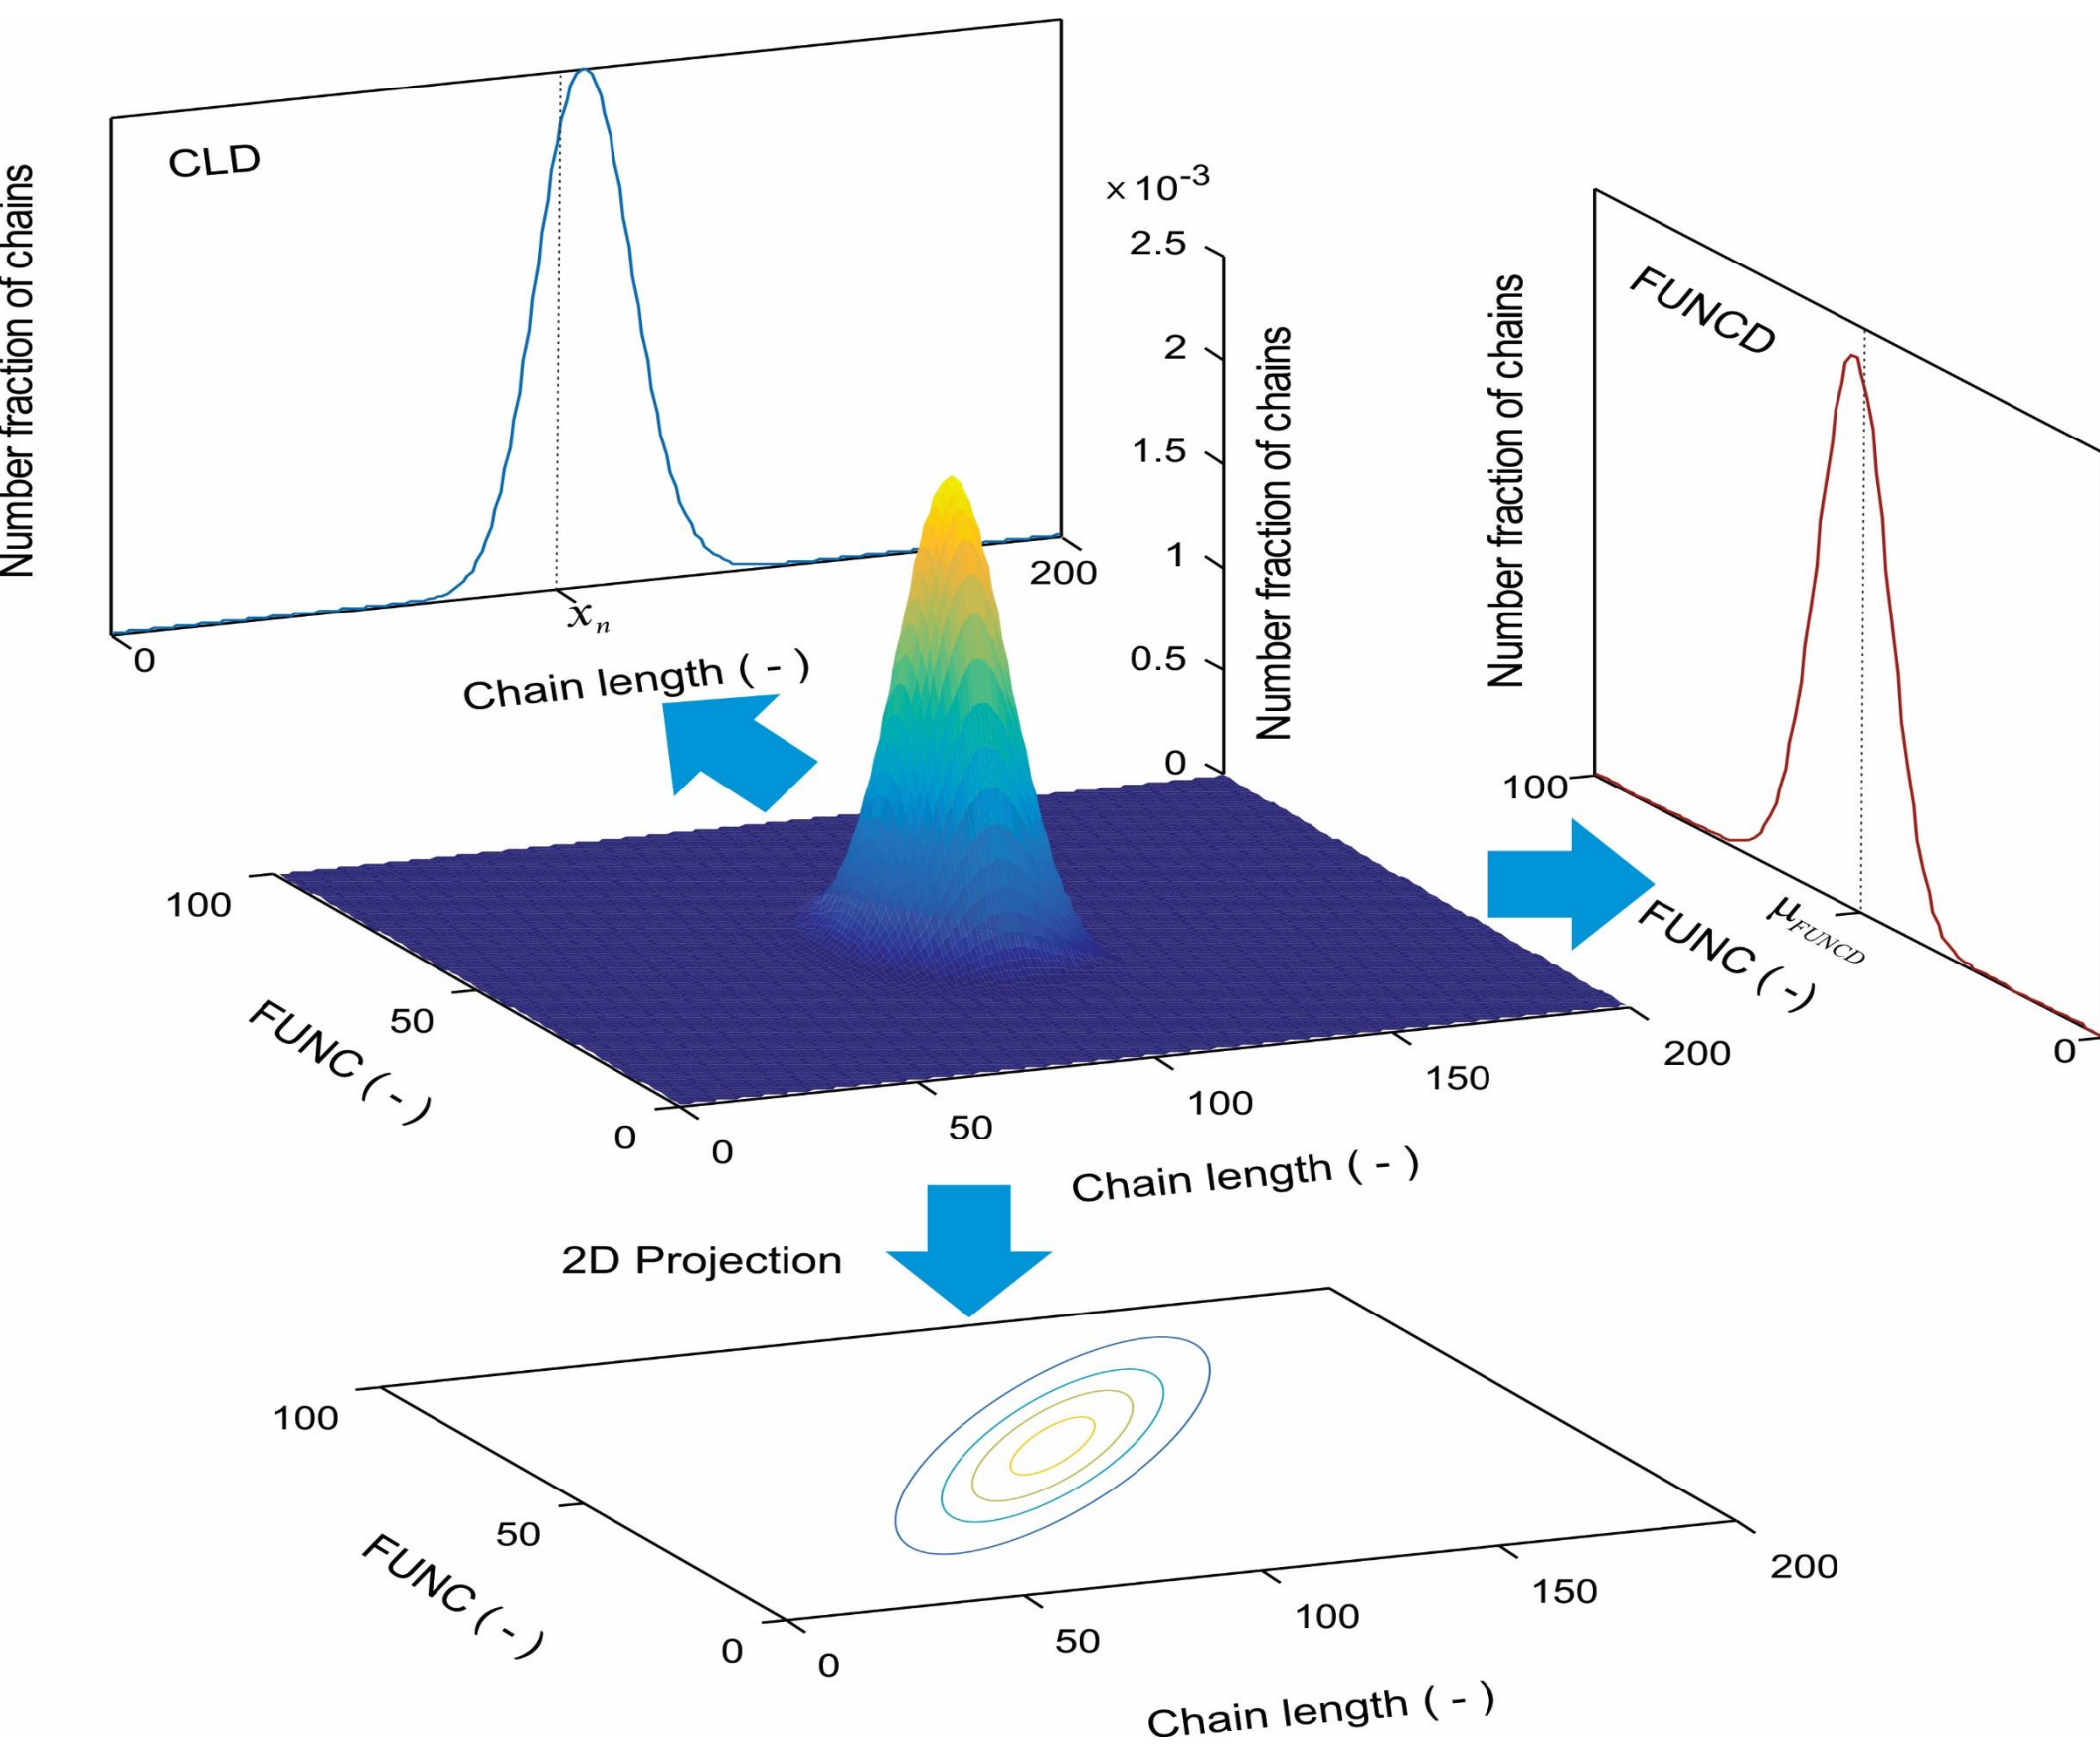 Number fraction of chains
CLD
x_n
0
200
Chain length ( - )
× 10^-3
2.5
2
1.5
1
0.5
0
Number fraction of chains
100
50
0
FUNC ( - )
0
50
100
150
200
Chain length ( - )
Number fraction of chains
FUNCD
100
μ_FUNCD
0
FUNC ( - )
2D Projection
100
50
0
FUNC ( - )
0
50
100
150
200
Chain length ( - )